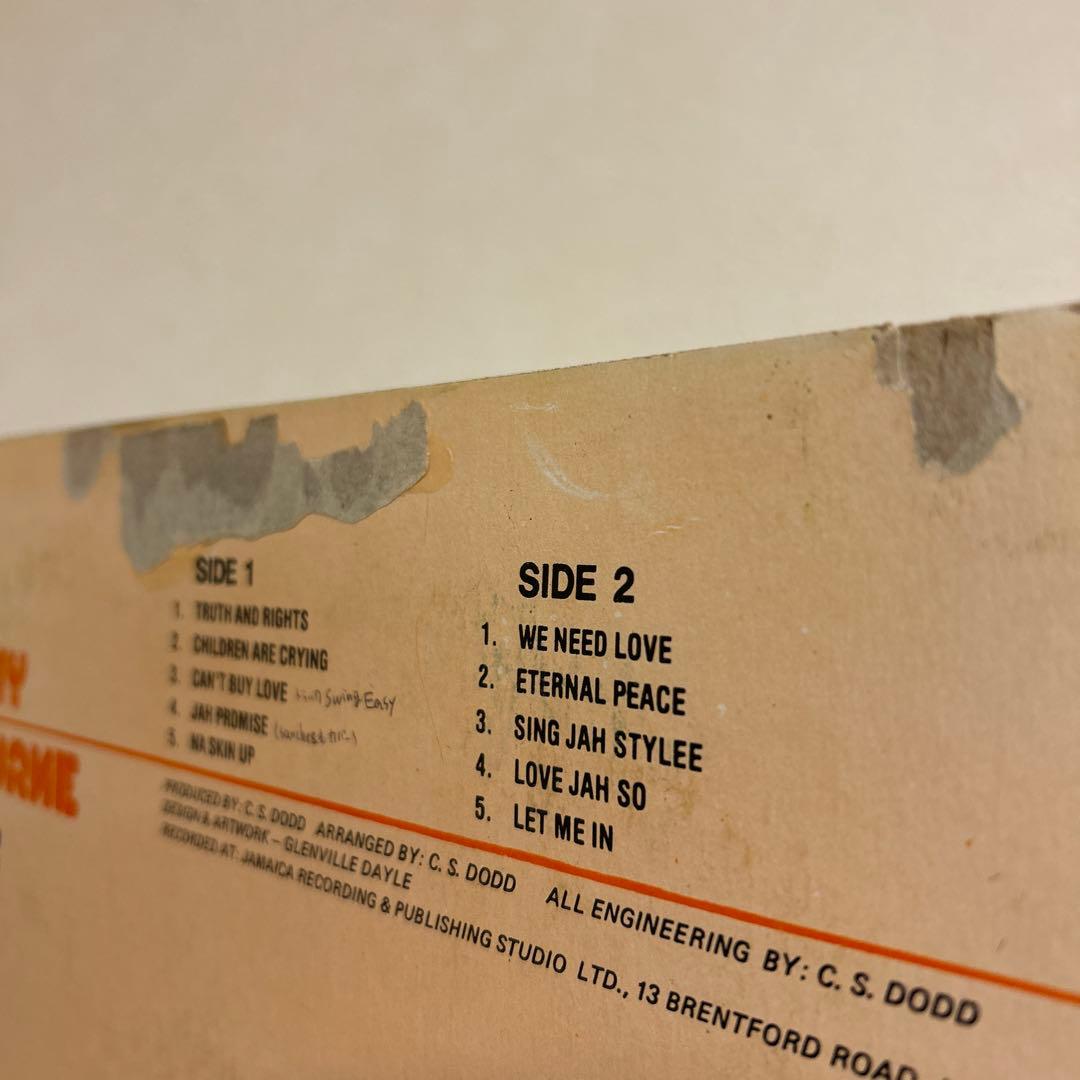 SIDE 1
1. TRUTH AND RIGHTS
2. CHILDREN ARE CRYING
3. CAN'T BUY LOVE Swing Easy
4. JAH PROMISE
5. NA SKIN UP
SIDE 2
1. WE NEED LOVE
2. ETERNAL PEACE
3. SING JAH STYLEE
4. LOVE JAH SO
5. LET ME IN
PRODUCED BY: C. S. DODD ARRANGED BY: C. S. DODD ALL ENGINEERING BY: C. S. DODD
DESIGN & ARTWORK – GLENVILLE DAYLE
RECORDED AT: JAMAICA RECORDING & PUBLISHING STUDIO LTD., 13 BRENTFORD ROAD,